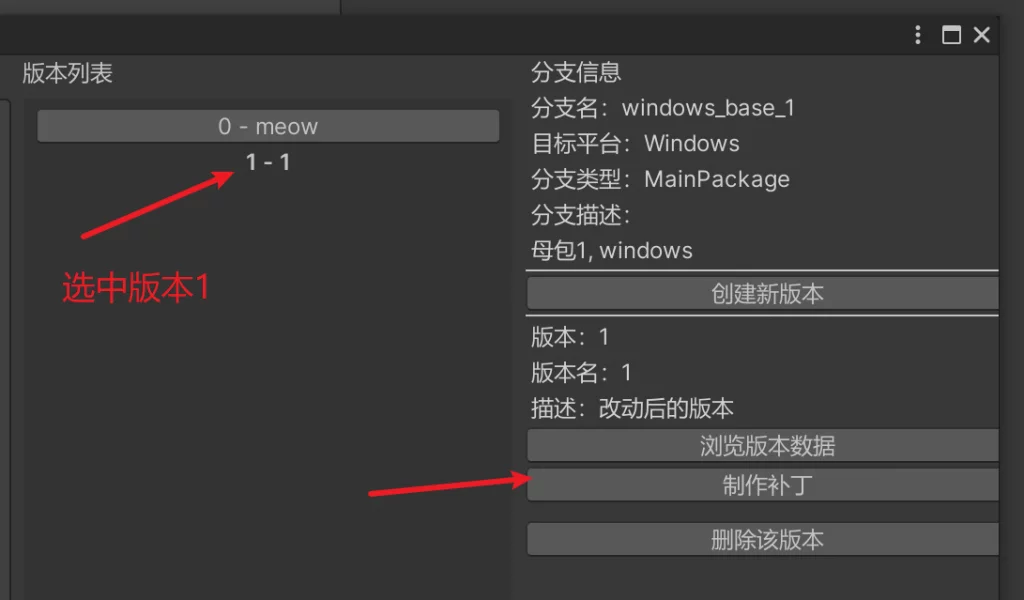 版本列表
0 - meow
1 - 1
选中版本1
分支信息
分支名：windows_base_1
目标平台：Windows
分支类型：MainPackage
分支描述：
母包1, windows
创建新版本
版本：1
版本名：1
描述：改动后的版本
浏览版本数据
制作补丁
删除该版本